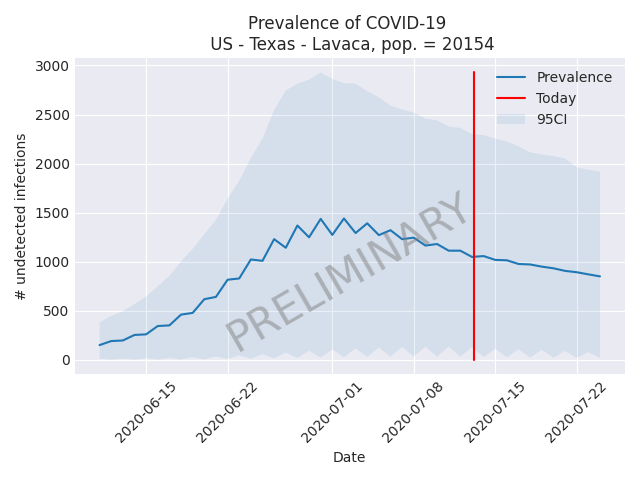 Prevalence of COVID-19
US - Texas - Lavaca, pop. = 20154
3000
2500
2000
1500
1000
500
0
# undetected infections
Prevalence
Today
95CI
PRELIMINARY
2020-06-15
2020-06-22
2020-07-01
2020-07-08
2020-07-15
2020-07-22
Date